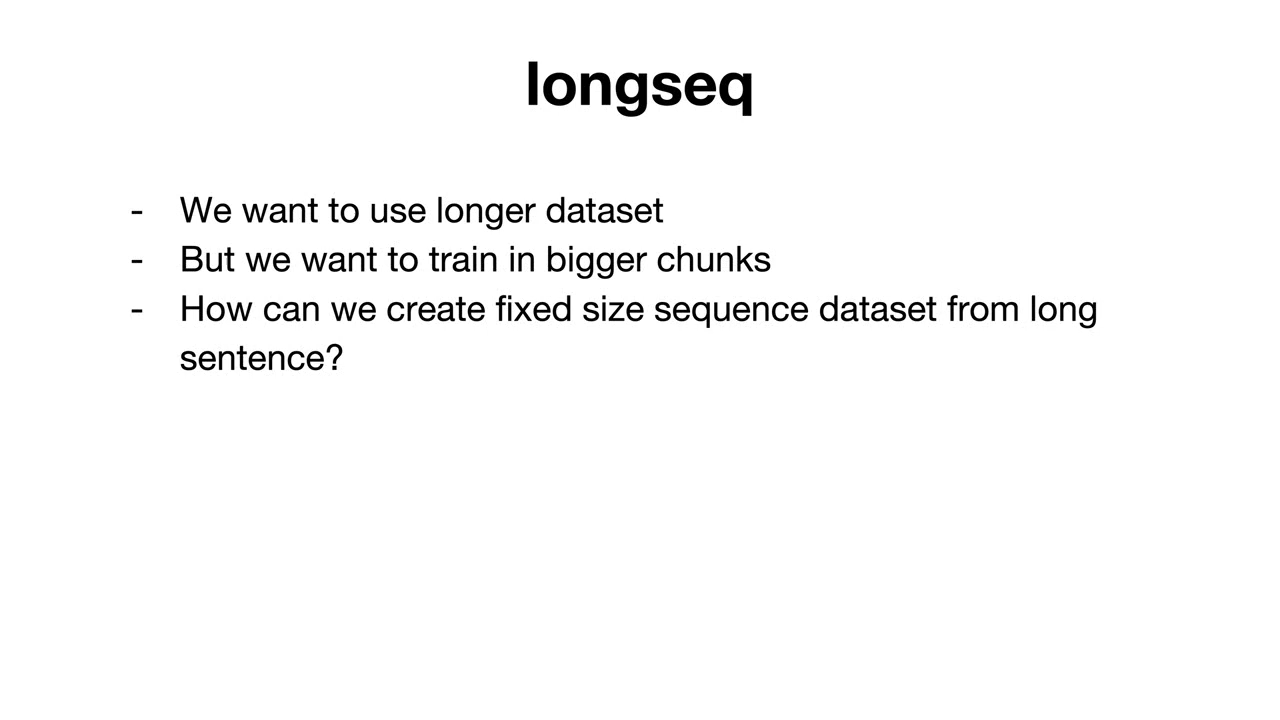 longseq
- We want to use longer dataset
- But we want to train in bigger chunks
- How can we create fixed size sequence dataset from long
sentence?